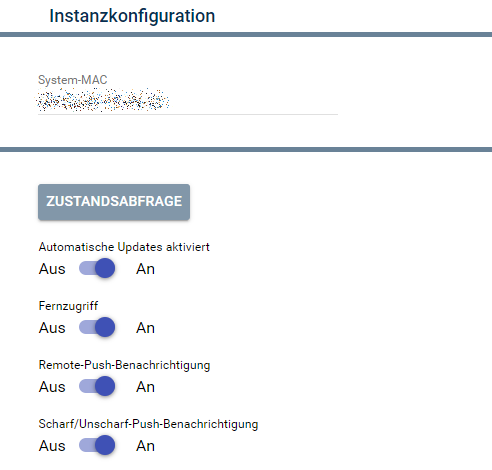 Instanzkonfiguration
System-MAC
ZUSTANDSABFRAGE
Automatische Updates aktiviert
Aus An
Fernzugriff
Aus An
Remote-Push-Benachrichtigung
Aus An
Scharf/Unscharf-Push-Benachrichtigung
Aus An